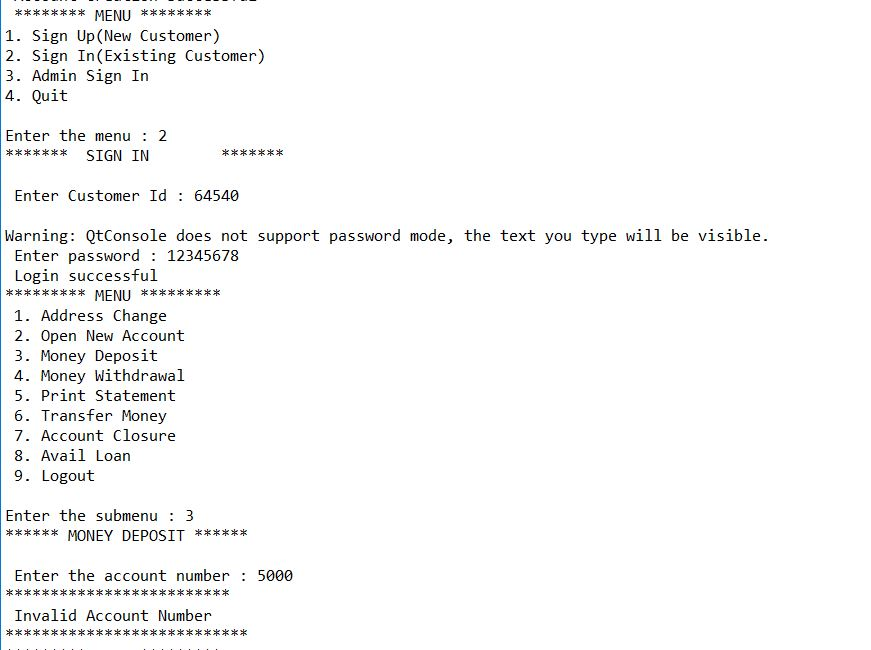 Account Creation Successful
******** MENU ********
1. Sign Up(New Customer)
2. Sign In(Existing Customer)
3. Admin Sign In
4. Quit
Enter the menu : 2
*******  SIGN IN        *******
Enter Customer Id : 64540
Warning: QtConsole does not support password mode, the text you type will be visible.
Enter password : 12345678
Login successful
********* MENU *********
1. Address Change
2. Open New Account
3. Money Deposit
4. Money Withdrawal
5. Print Statement
6. Transfer Money
7. Account Closure
8. Avail Loan
9. Logout
Enter the submenu : 3
****** MONEY DEPOSIT ******
Enter the account number : 5000
*************************
Invalid Account Number
***************************